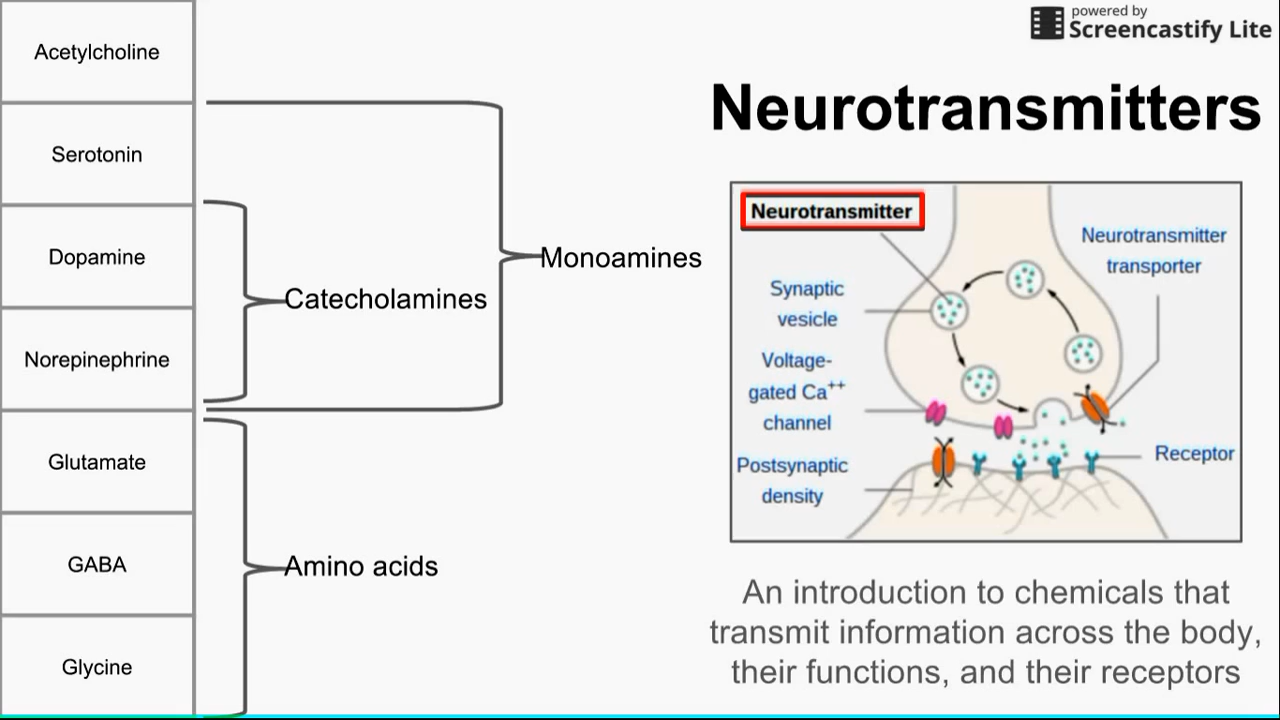 Acetylcholine
Serotonin
Dopamine
Norepinephrine
Glutamate
GABA
Glycine
Catecholamines
Monoamines
Amino acids
powered by
Screencastify Lite
Neurotransmitters
Neurotransmitter
Neurotransmitter
transporter
Synaptic
vesicle
Voltage-
gated Ca++
channel
Postsynaptic
density
Receptor
An introduction to chemicals that
transmit information across the body,
their functions, and their receptors